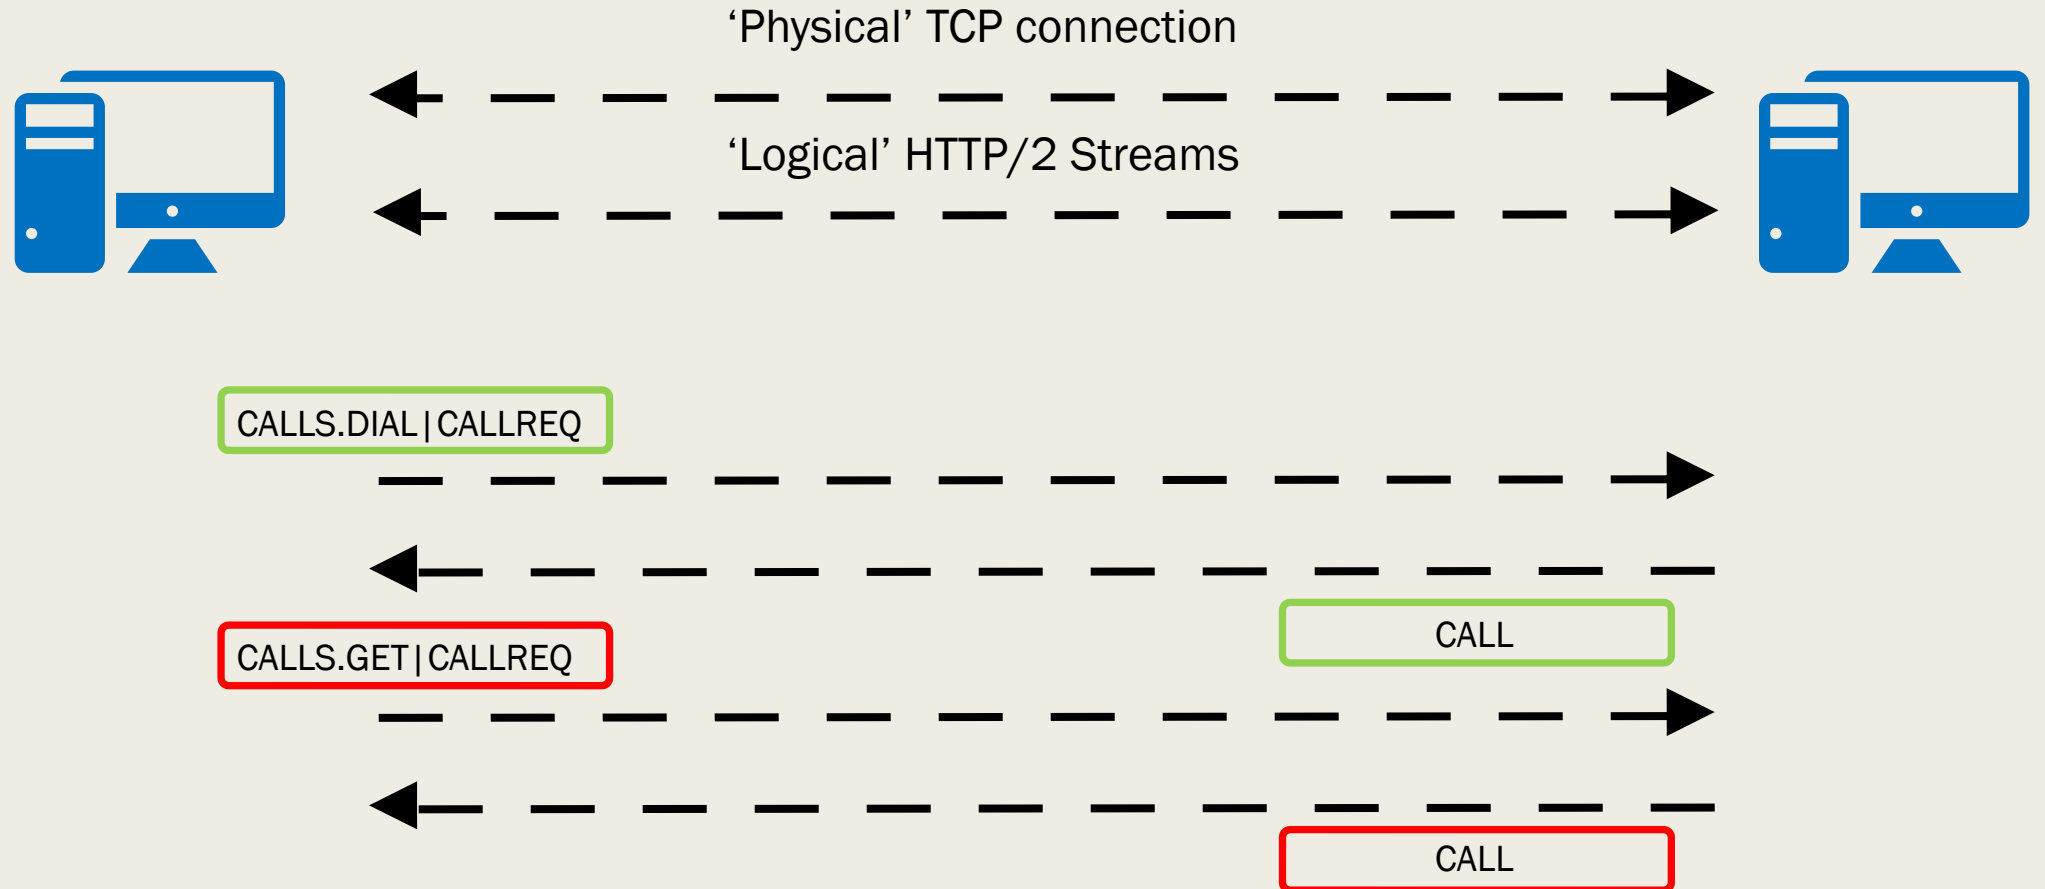 ‘Physical’ TCP connection
‘Logical’ HTTP/2 Streams
CALLS.DIAL|CALLREQ
CALL
CALLS.GET|CALLREQ
CALL